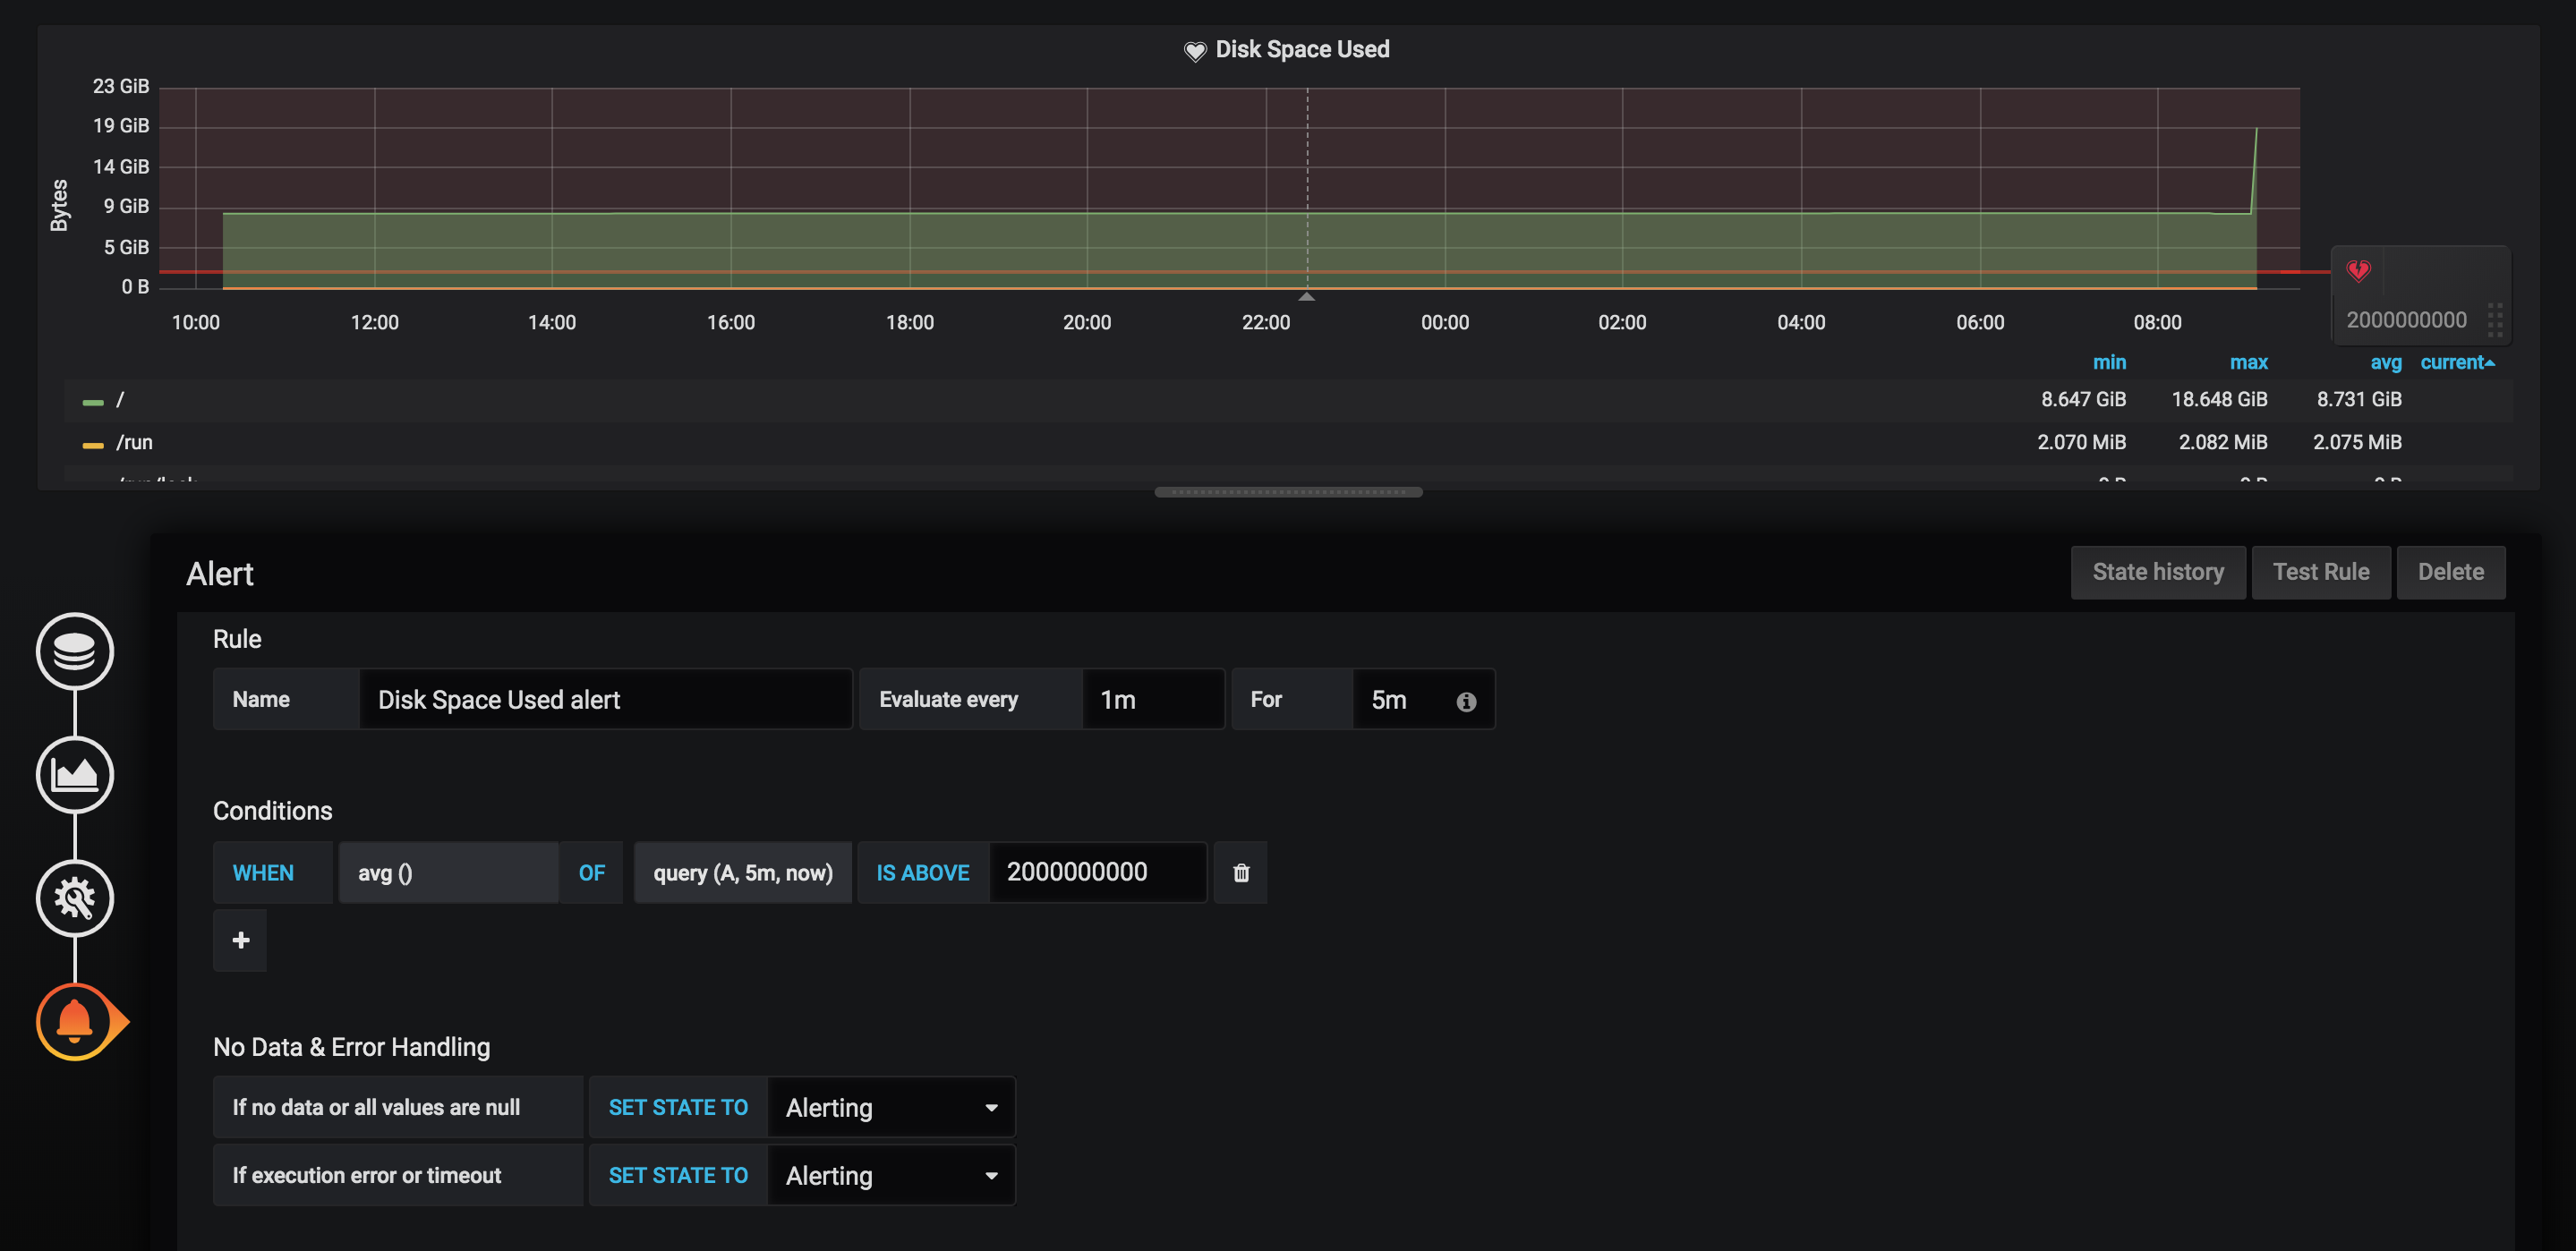 Disk Space Used
23 GiB
19 GiB
14 GiB
9 GiB
5 GiB
0 B
Bytes
10:00 12:00 14:00 16:00 18:00 20:00 22:00 00:00 02:00 04:00 06:00 08:00
2000000000
min max avg current
/ 8.647 GiB 18.648 GiB 8.731 GiB
/run 2.070 MiB 2.082 MiB 2.075 MiB
Alert
State history Test Rule Delete
Rule
Name Disk Space Used alert Evaluate every 1m For 5m
Conditions
WHEN avg () OF query (A, 5m, now) IS ABOVE 2000000000
No Data & Error Handling
If no data or all values are null SET STATE TO Alerting
If execution error or timeout SET STATE TO Alerting